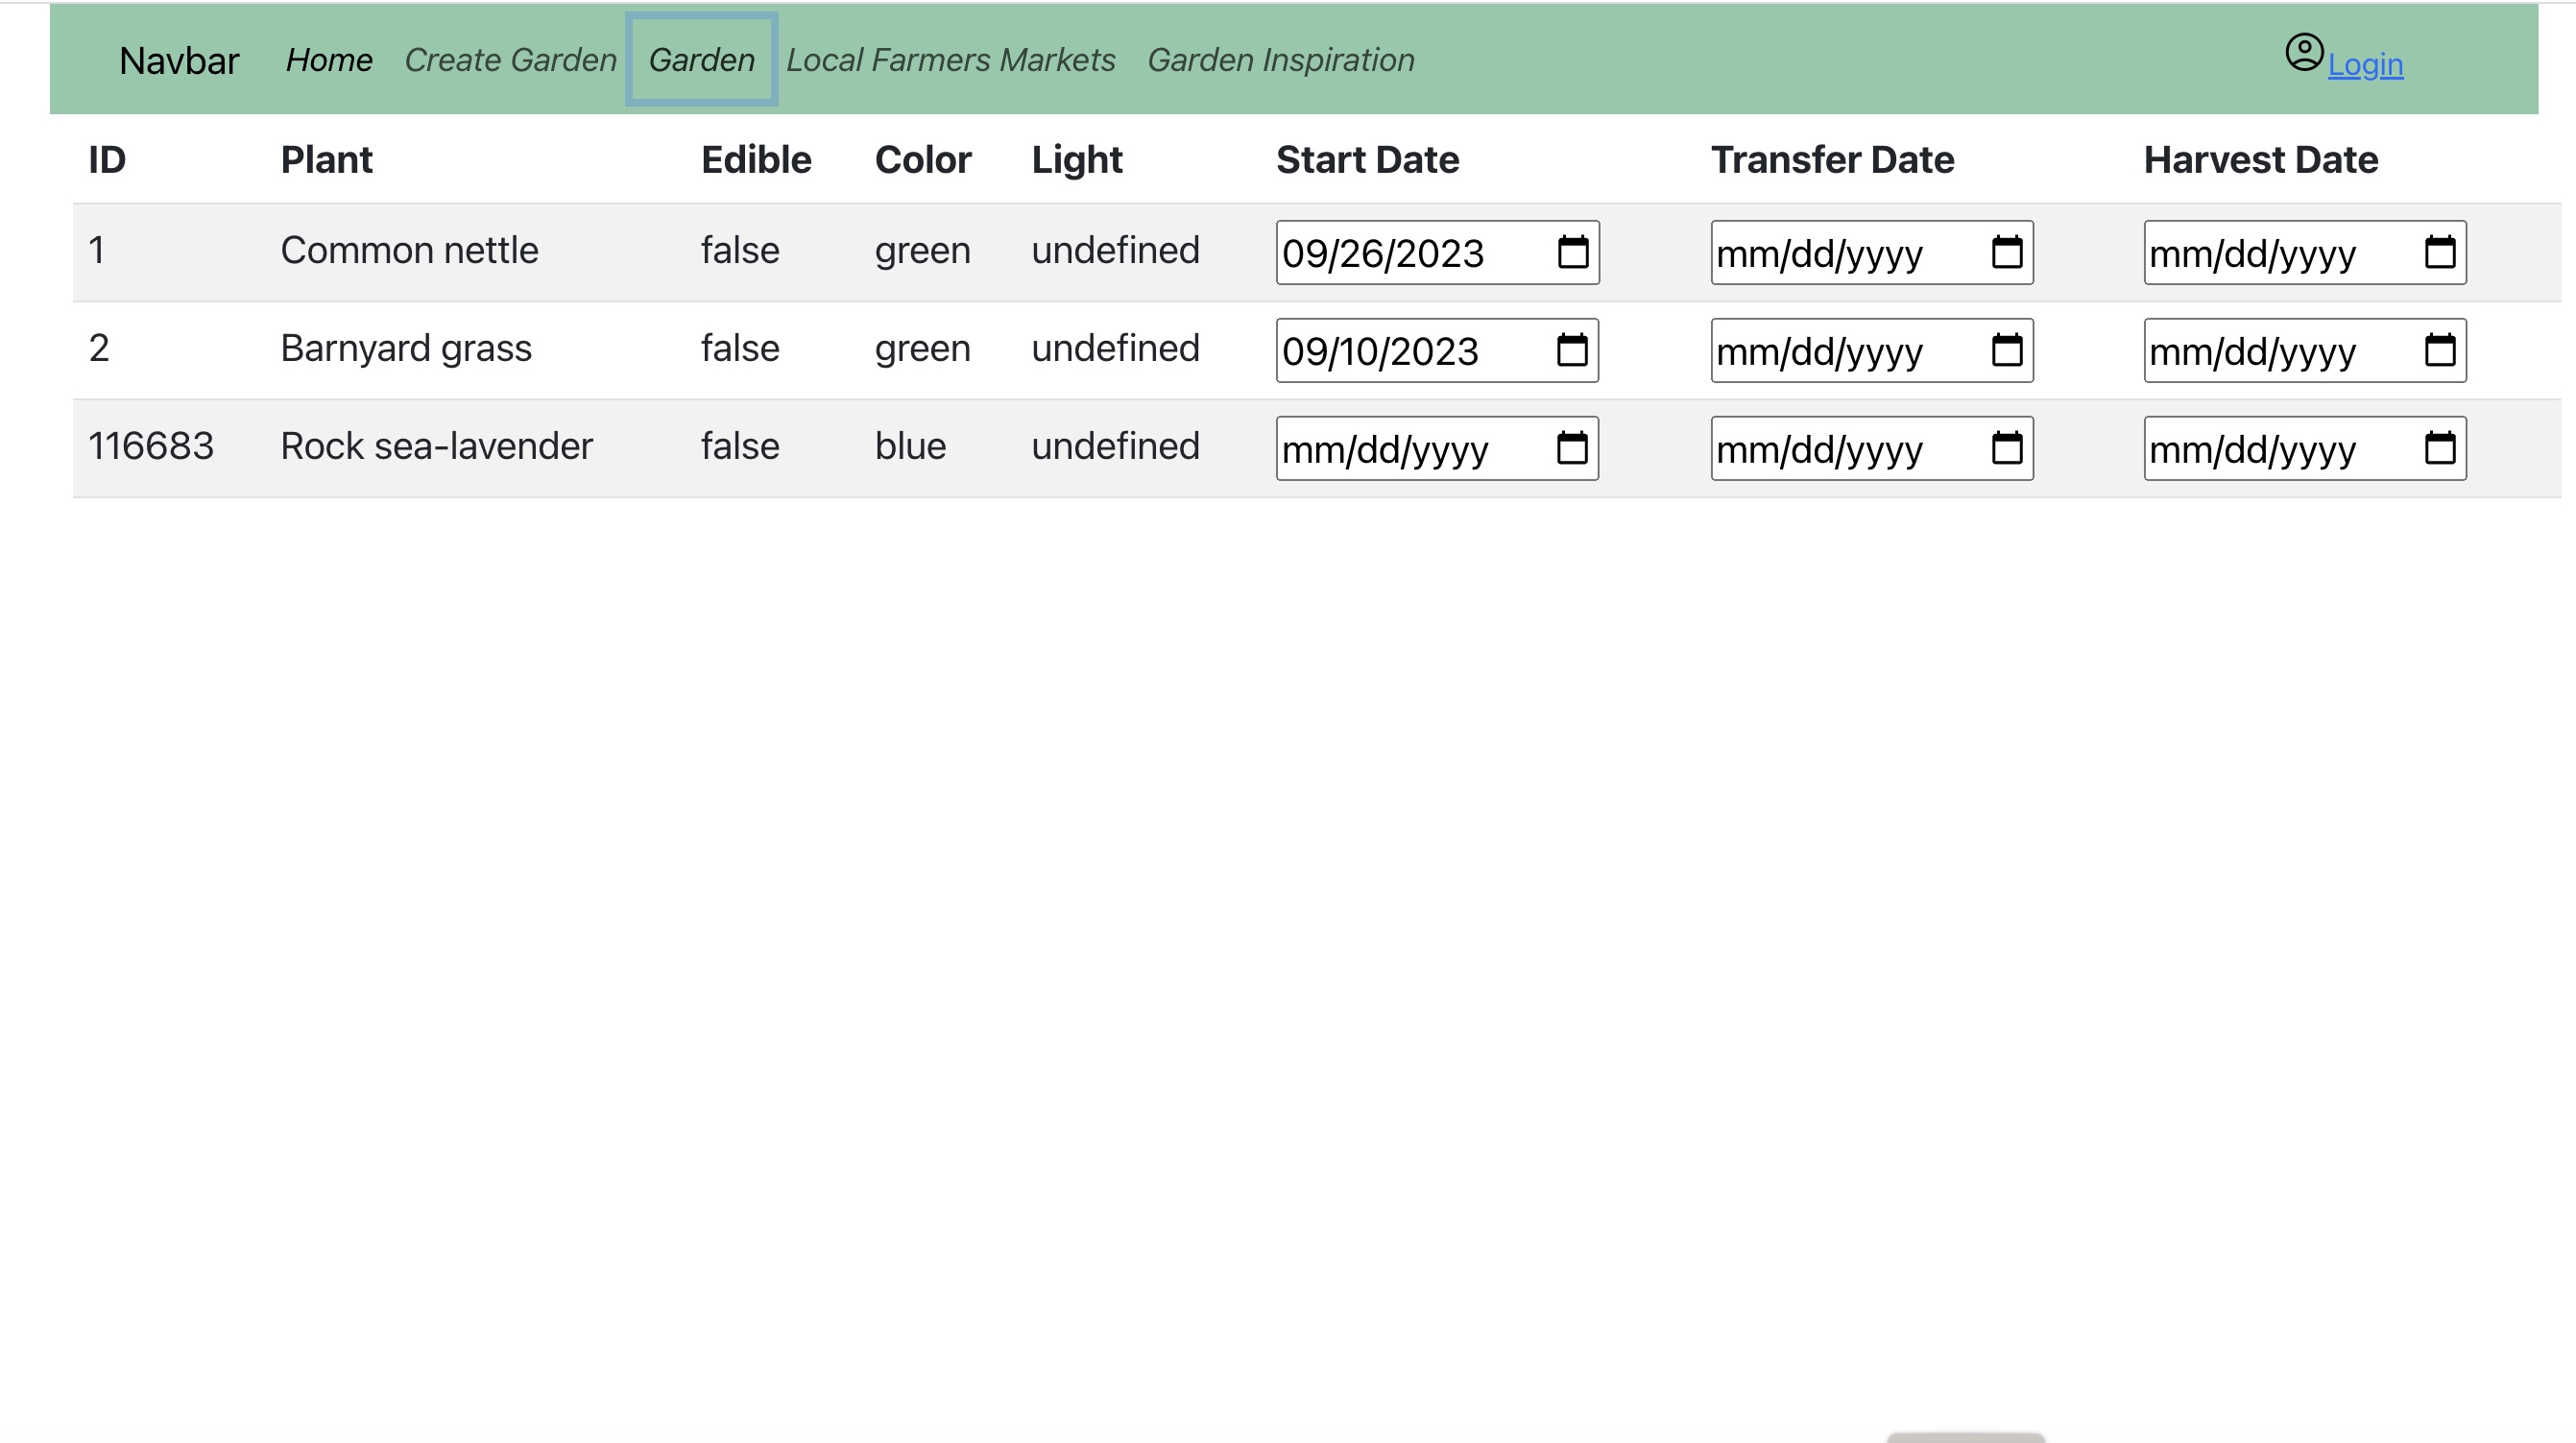 Navbar Home Create Garden Garden Local Farmers Markets Garden Inspiration Login
ID Plant Edible Color Light Start Date Transfer Date Harvest Date
1 Common nettle false green undefined 09/26/2023 mm/dd/yyyy mm/dd/yyyy
2 Barnyard grass false green undefined 09/10/2023 mm/dd/yyyy mm/dd/yyyy
116683 Rock sea-lavender false blue undefined mm/dd/yyyy mm/dd/yyyy mm/dd/yyyy